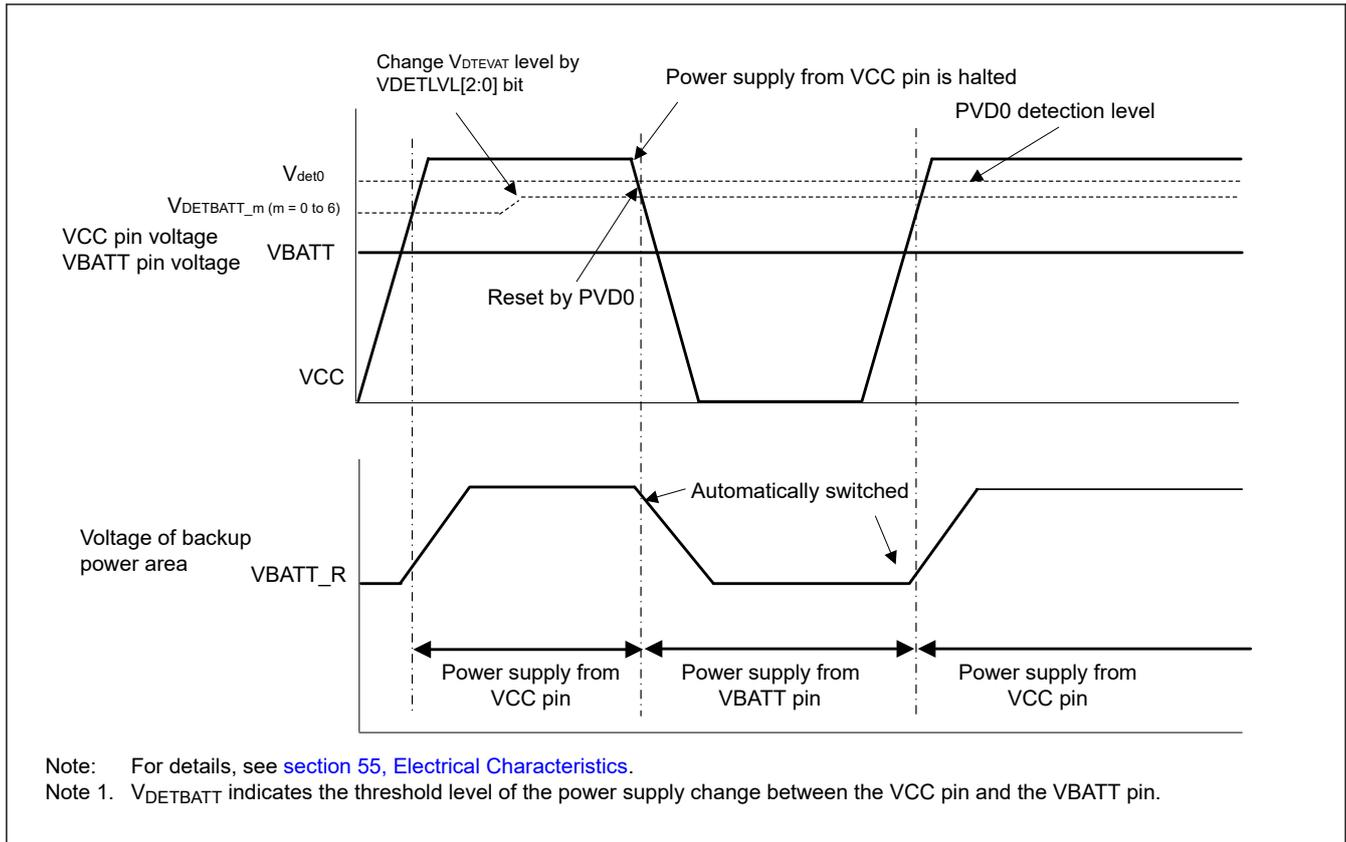 Change VDTEVAT level by
VDETLVL[2:0] bit
Power supply from VCC pin is halted
PVD0 detection level
Vdet0
VDETBATT_m (m = 0 to 6)
VCC pin voltage
VBATT pin voltage
VBATT
Reset by PVD0
VCC
Automatically switched
Voltage of backup
power area
VBATT_R
Power supply from
VCC pin
Power supply from
VBATT pin
Power supply from
VCC pin
Note: For details, see section 55, Electrical Characteristics.
Note 1. VDETBATT indicates the threshold level of the power supply change between the VCC pin and the VBATT pin.